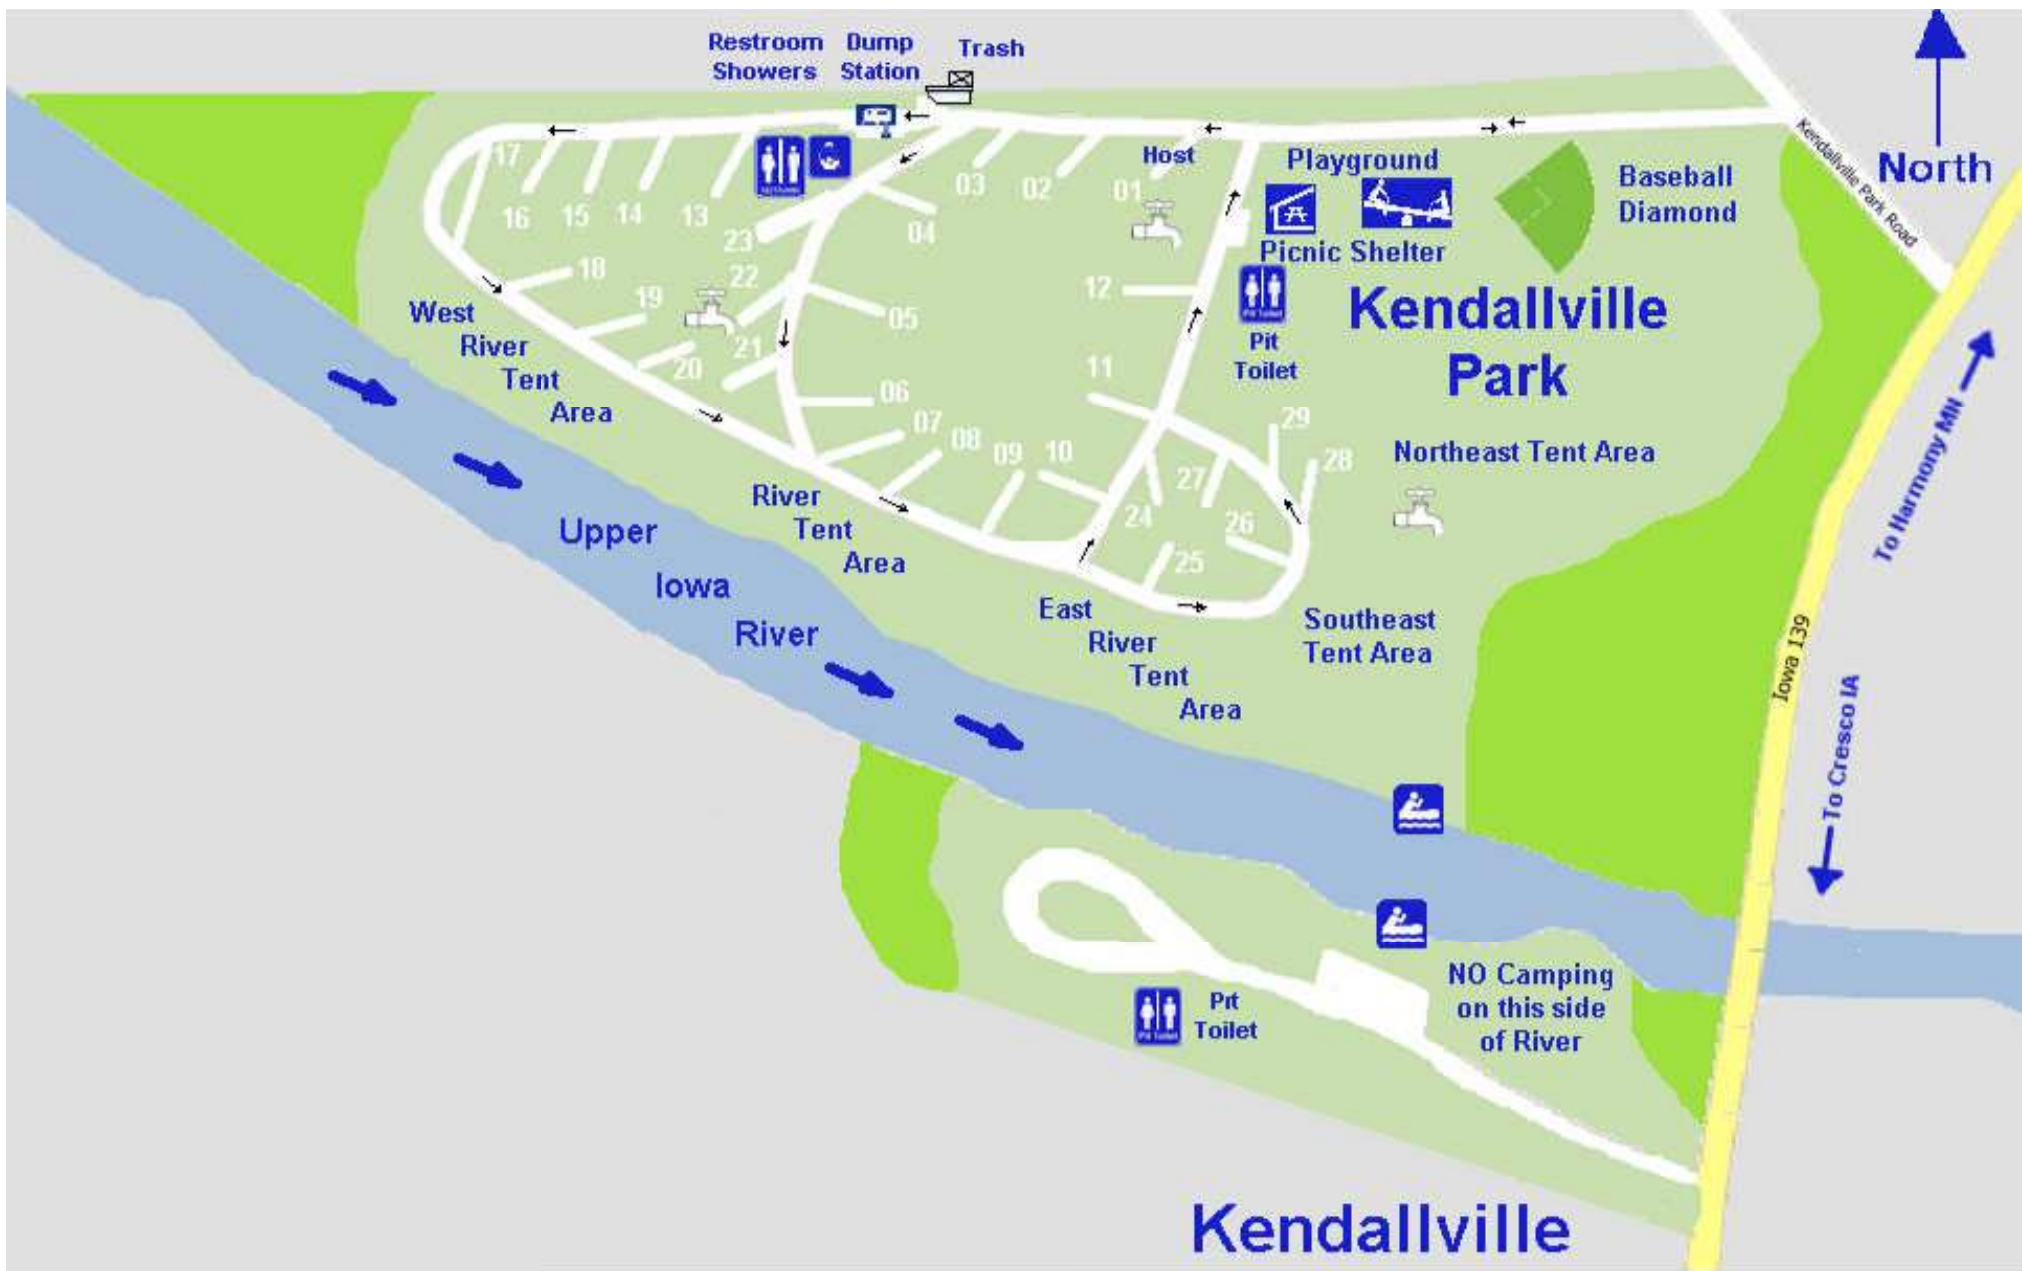 Restroom
Showers
Dump
Station
Trash
North
Kendallville Park Road
Host
Playground
Baseball
Diamond
Picnic Shelter
Kendallville
Park
Pit
Toilet
17
16
15
14
13
23
03
02
01
04
18
19
22
05
12
20
21
06
11
07
08
09
10
29
28
27
24
26
25
West
River
Tent
Area
Northeast Tent Area
To Harmony MN
River
Tent
Area
Upper
Iowa
River
East
River
Tent
Area
Southeast
Tent Area
Iowa 139
To Cresco IA
NO Camping
on this side
of River
Pit
Toilet
Kendallville